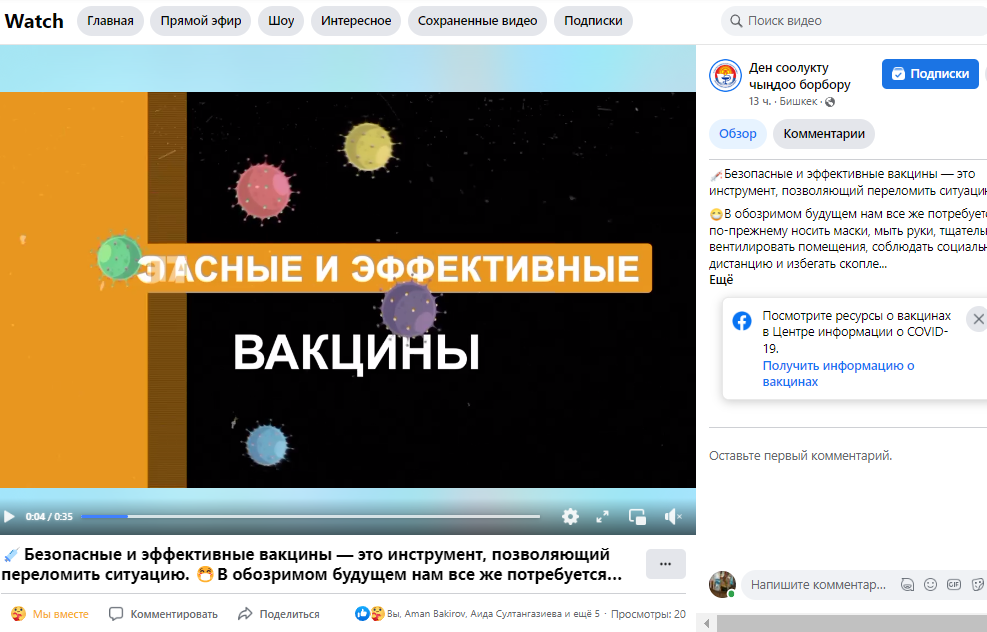 Watch
Главная
Прямой эфир
Шоу
Интересное
Сохраненные видео
Подписки
Поиск видео
ПАСНЫЕ И ЭФФЕКТИВНЫЕ
ВАКЦИНЫ
0:04 / 0:35
Безопасные и эффективные вакцины — это инструмент, позволяющий
переломить ситуацию. 😷В обозримом будущем нам все же потребуется...
Мы вместе
Комментировать
Поделиться
Вы, Aman Bakirov, Аида Султангазиева и ещё 5 · Просмотры: 20
Ден соолукту
чыңдоо борбору
13 ч. · Бишкек ·
Подписки
Обзор
Комментарии
Безопасные и эффективные вакцины — это
инструмент, позволяющий переломить ситуаци
😷В обозримом будущем нам все же потребует
по-прежнему носить маски, мыть руки, тщатель
вентилировать помещения, соблюдать социальн
дистанцию и избегать скопле...
Ещё
Посмотрите ресурсы о вакцинах
в Центре информации о COVID-
19.
Получить информацию о
вакцинах
Оставьте первый комментарий.
Напишите комментар...
GIF